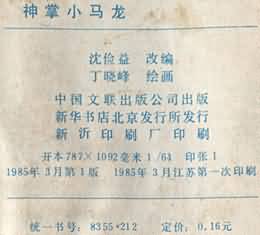 神掌小马龙
沈俭益 改编
丁晓峰 绘画
中国文联出版公司出版
新华书店北京发行所发行
新沂印刷厂印刷
开本787×1092毫米1/64 印张1
1985年3月第1版 1985年3月江苏第一次印刷
统一书号：8355·212 定价：0.16元